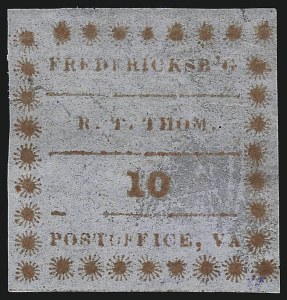 FREDERICKSB'G
R. T. THOM,
10
POSTOFFICE, VA